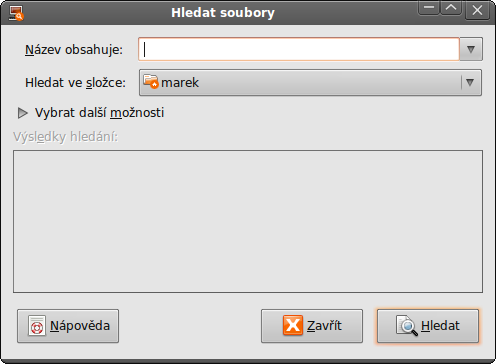 Hledat soubory
Název obsahuje:
Hledat ve složce: marek
Vybrat další možnosti
Výsledky hledání:
Nápověda Zavřít Hledat